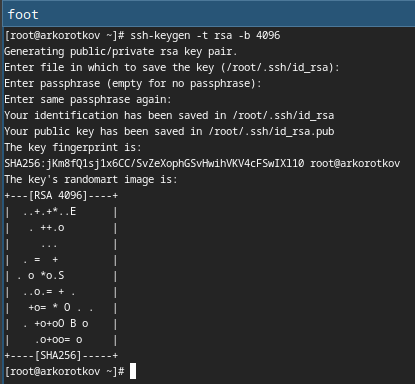 foot
[root@arkorotkov ~]# ssh-keygen -t rsa -b 4096
Generating public/private rsa key pair.
Enter file in which to save the key (/root/.ssh/id_rsa):
Enter passphrase (empty for no passphrase):
Enter same passphrase again:
Your identification has been saved in /root/.ssh/id_rsa
Your public key has been saved in /root/.ssh/id_rsa.pub
The key fingerprint is:
SHA256:jKm8fQ1sj1x6CC/SvZeXophGSvHwihVKV4cFSwIX1l0 root@arkorotkov
The key's randomart image is:
+---[RSA 4096]----+
|  ..+.+*..E      |
|   . ++.o        |
|     ...         |
|  . =  +         |
| . o *o.S        |
|  ..o.= + .      |
|   +o= * O . .   |
|  . +o+oO B o    |
|    .o+oo= o     |
+----[SHA256]-----+
[root@arkorotkov ~]#